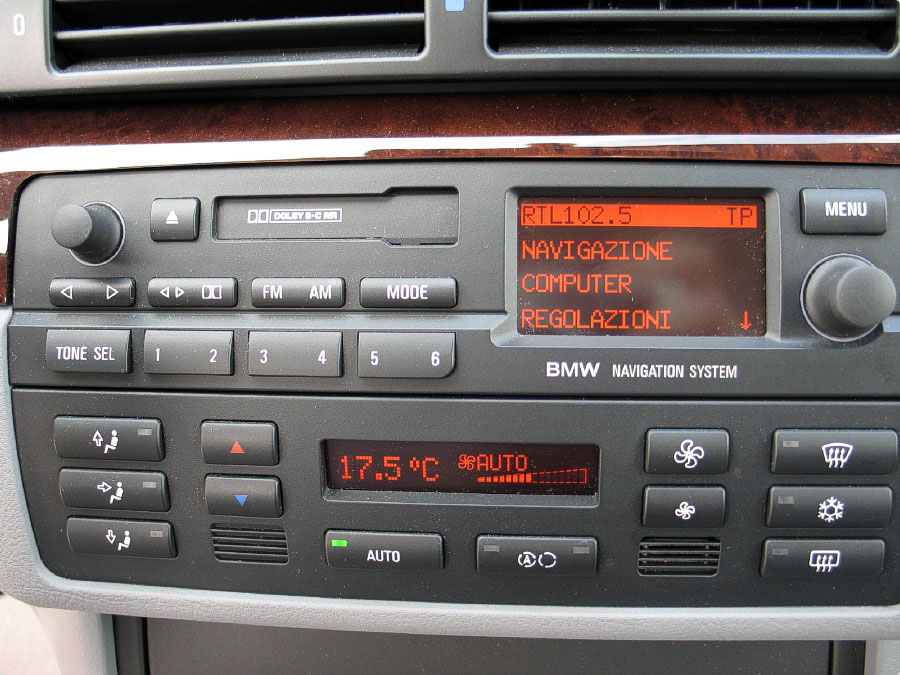 0
DOLBY B-C NR
RTL102.5 TP
MENU
NAVIGAZIONE
COMPUTER
REGOLAZIONI ↓
FM AM
MODE
TONE SEL
1 2
3 4
5 6
BMW NAVIGATION SYSTEM
17.5°C AUTO
AUTO
A